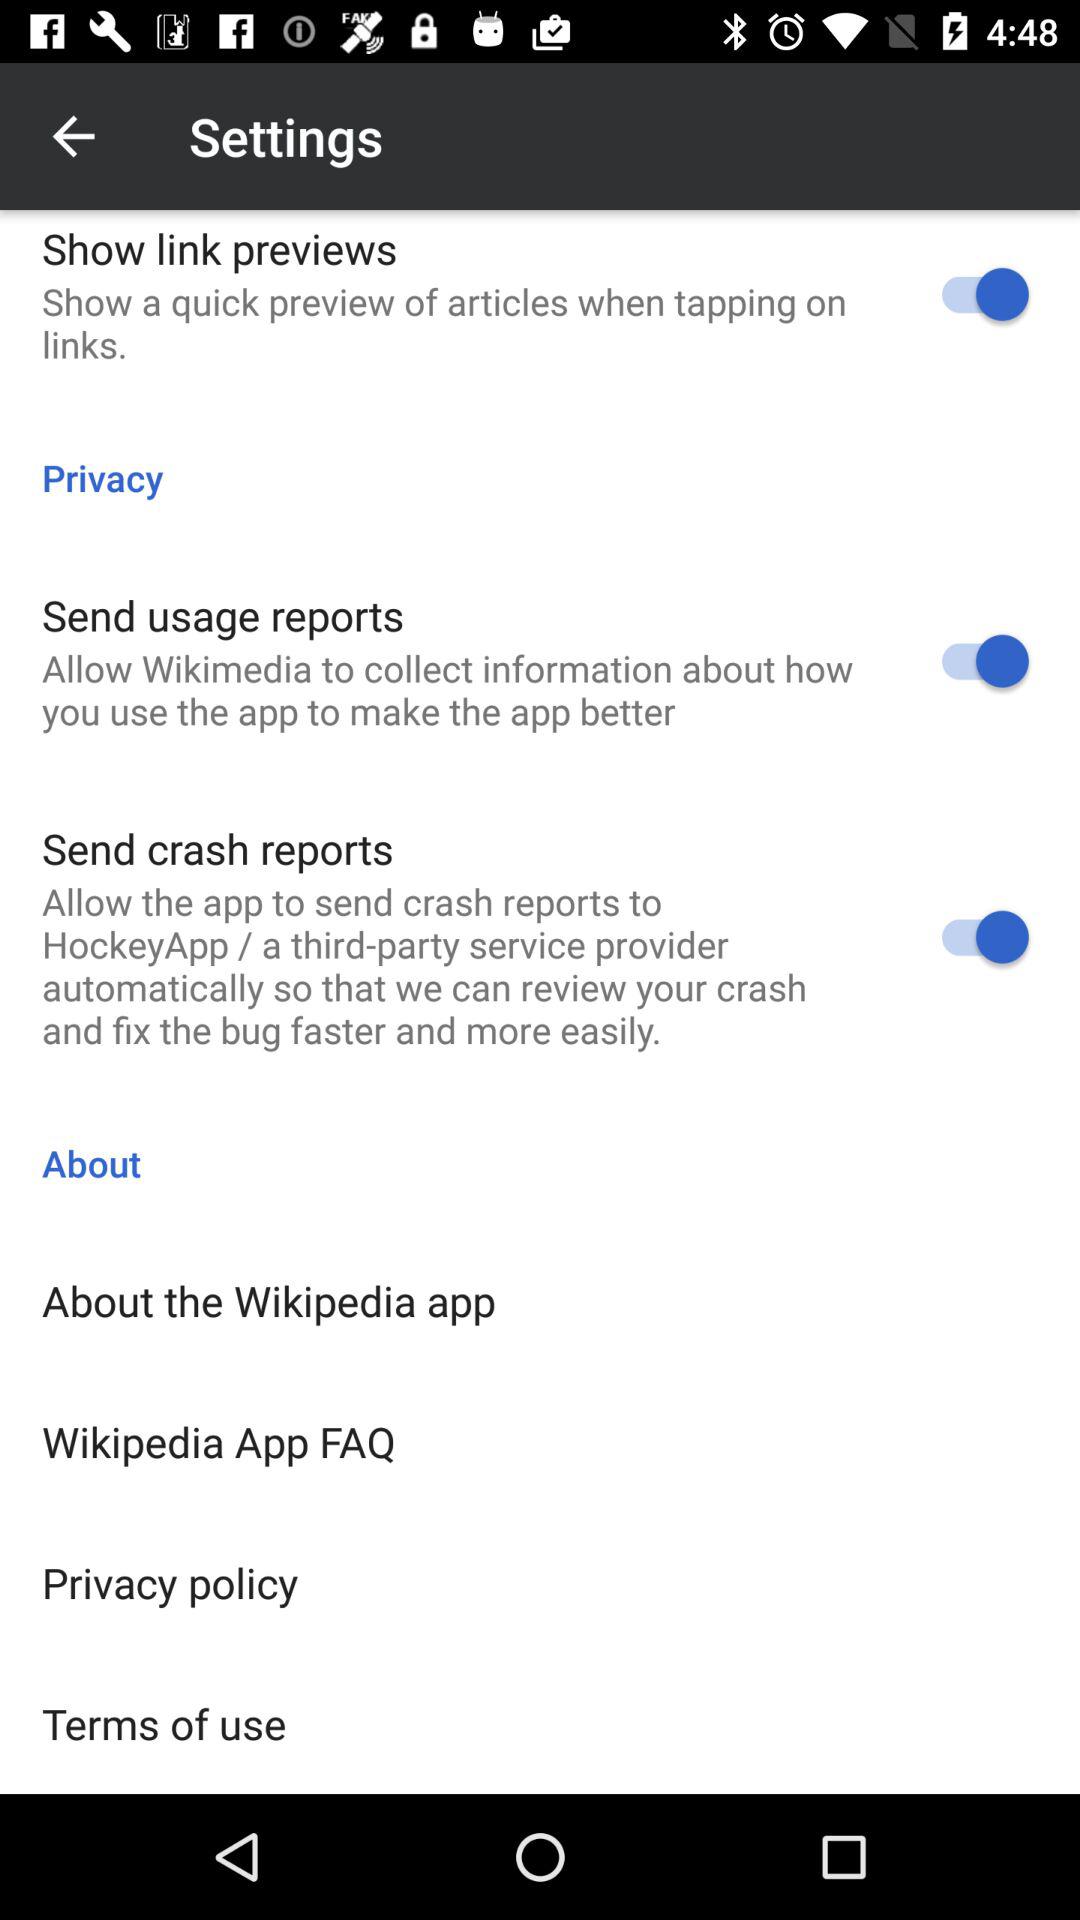 FAKE
4:48
Settings
Show link previews
Show a quick preview of articles when tapping on
links.
Privacy
Send usage reports
Allow Wikimedia to collect information about how
you use the app to make the app better
Send crash reports
Allow the app to send crash reports to
HockeyApp / a third-party service provider
automatically so that we can review your crash
and fix the bug faster and more easily.
About
About the Wikipedia app
Wikipedia App FAQ
Privacy policy
Terms of use